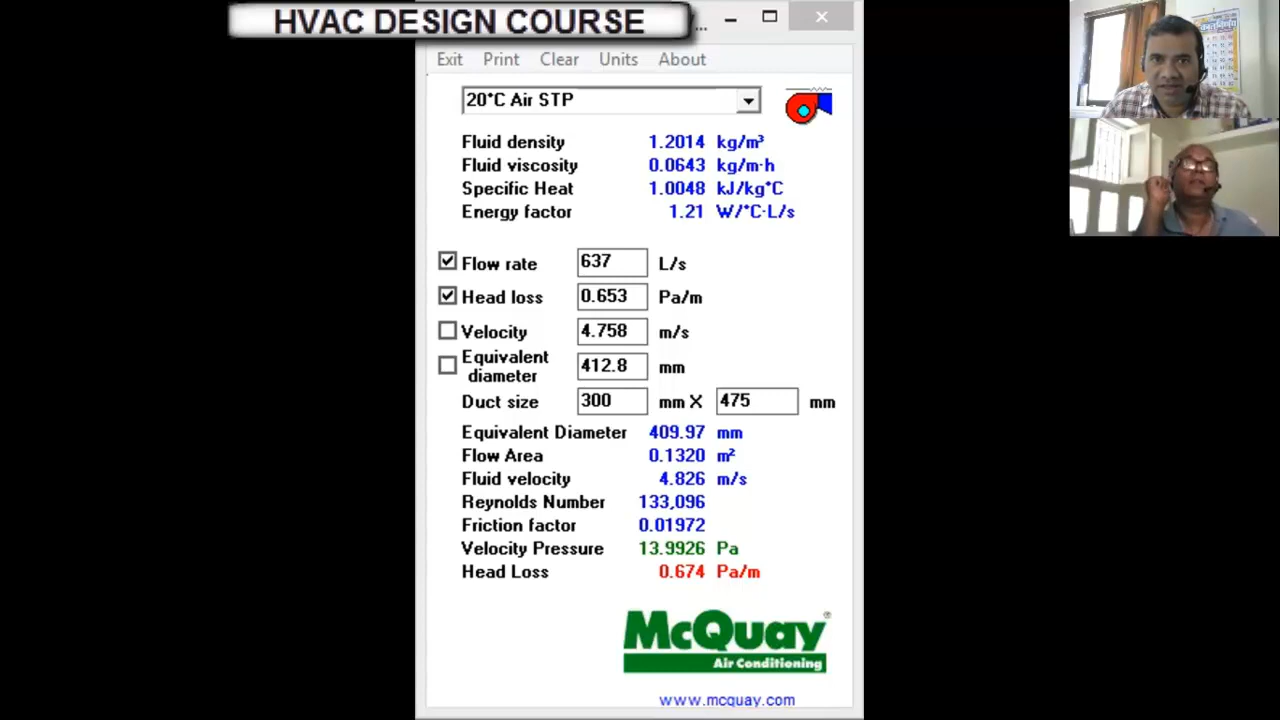 HVAC DESIGN COURSE
Exit Print Clear Units About
20°C Air STP
Fluid density 1.2014 kg/m³
Fluid viscosity 0.0643 kg/m·h
Specific Heat 1.0048 kJ/kg°C
Energy factor 1.21 W/°C·L/s
Flow rate 637 L/s
Head loss 0.653 Pa/m
Velocity 4.758 m/s
Equivalent diameter 412.8 mm
Duct size 300 mm X 475 mm
Equivalent Diameter 409.97 mm
Flow Area 0.1320 m²
Fluid velocity 4.826 m/s
Reynolds Number 133,096
Friction factor 0.01972
Velocity Pressure 13.9926 Pa
Head Loss 0.674 Pa/m
McQuay®
Air Conditioning
www.mcquay.com